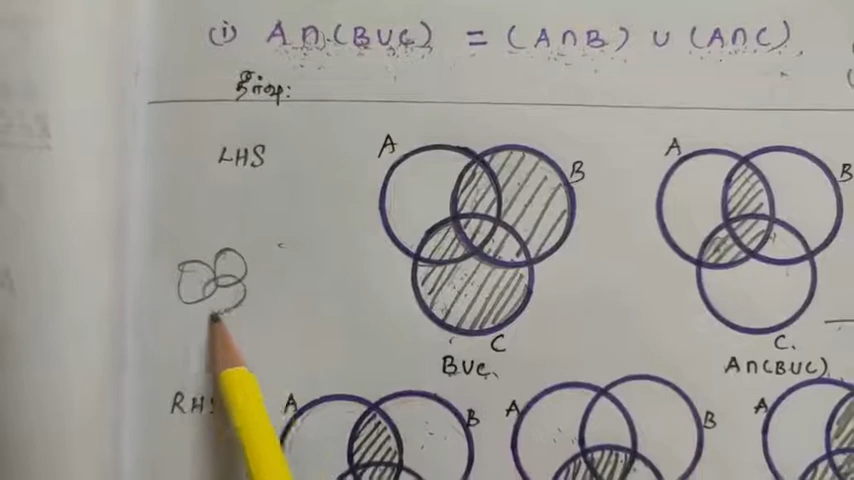 (i) A∩(B∪C) = (A∩B) ∪ (A∩C)
தீர்வு:
LHS
A B A B
C C.
B∪C A∩(B∪C)
RHS A B A B A